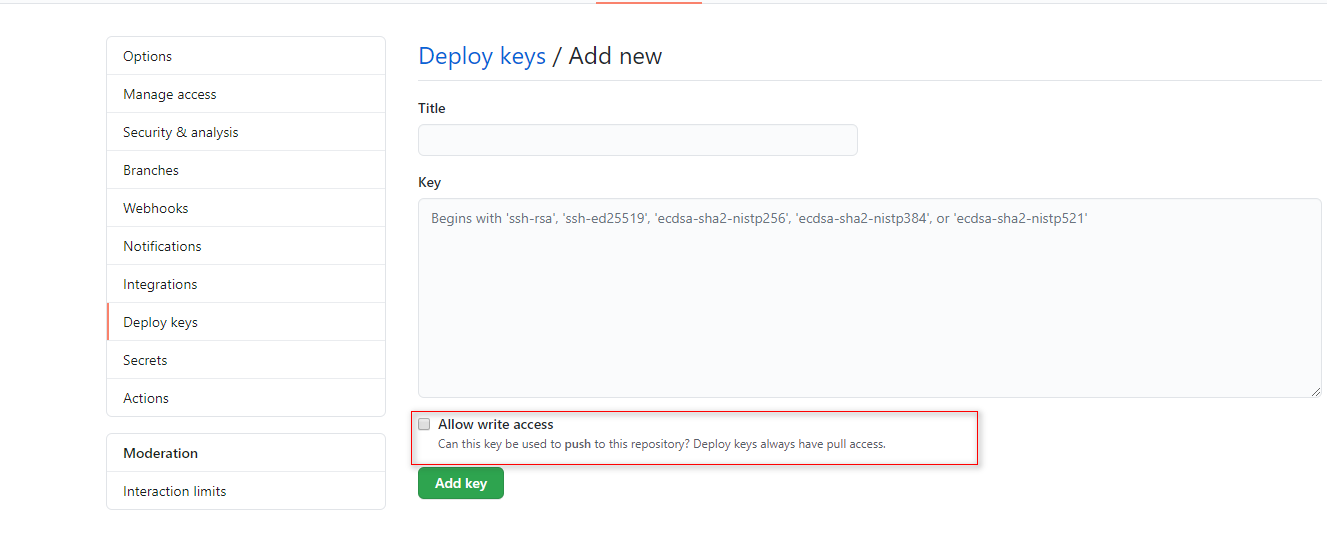 Options
Manage access
Security & analysis
Branches
Webhooks
Notifications
Integrations
Deploy keys
Secrets
Actions
Moderation
Interaction limits
Deploy keys / Add new
Title
Key
Begins with 'ssh-rsa', 'ssh-ed25519', 'ecdsa-sha2-nistp256', 'ecdsa-sha2-nistp384', or 'ecdsa-sha2-nistp521'
Allow write access
Can this key be used to push to this repository? Deploy keys always have pull access.
Add key